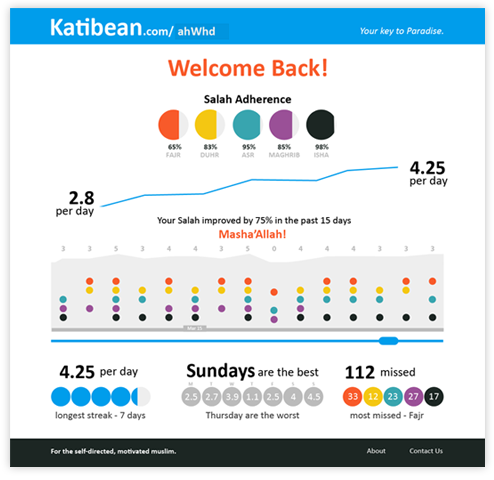 Katibean.com/ ahWhd
Your key to Paradise.
Welcome Back!
Salah Adherence
65% 83% 95% 85% 98%
FAJR DUHR ASR MAGHRIB ISHA
2.8
per day
4.25
per day
Your Salah improved by 75% in the past 15 days
Masha'Allah!
3 3 5 3 4 4 3 5 0 4 4 4 3 3 3
Mar 11
4.25 per day
longest streak - 7 days
Sundays are the best
M T W T F S S
2.5 2.7 3.9 1.1 2.5 4 4.5
Thursday are the worst
112 missed
33 12 23 27 17
most missed - Fajr
For the self-directed, motivated muslim.
About
Contact Us